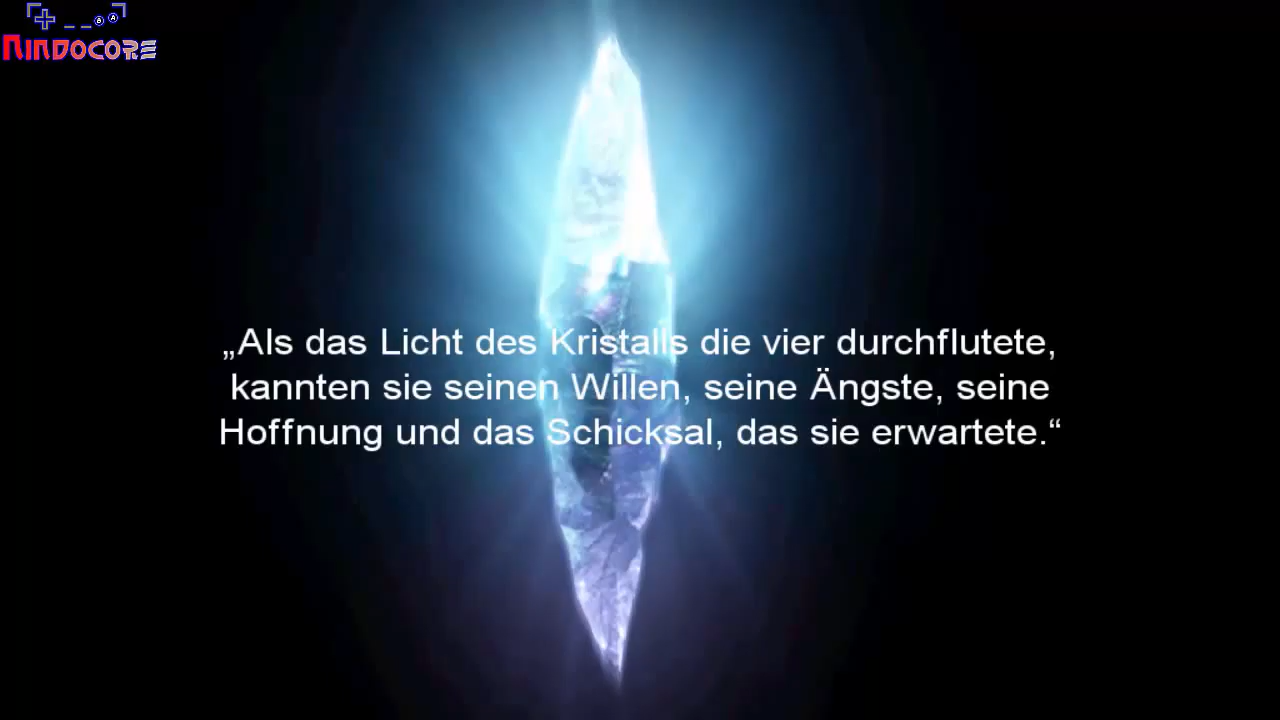 B A
NINDOCORE
„Als das Licht des Kristalls die vier durchflutete,
kannten sie seinen Willen, seine Ängste, seine
Hoffnung und das Schicksal, das sie erwartete.“